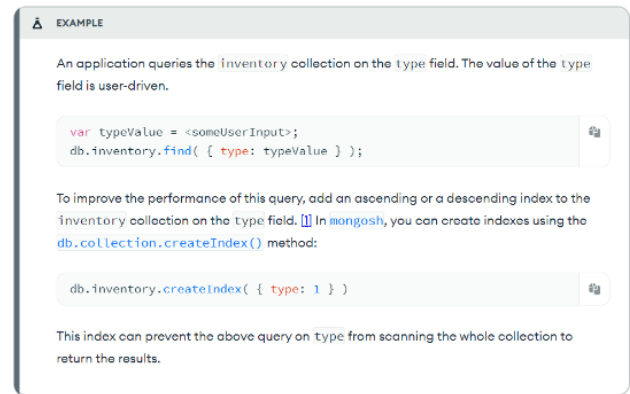 EXAMPLE
An application queries the inventory collection on the type field. The value of the type
field is user-driven.
var typeValue = <someUserInput>;
db.inventory.find( { type: typeValue } );
To improve the performance of this query, add an ascending or a descending index to the
inventory collection on the type field. [1] In mongosh, you can create indexes using the
db.collection.createIndex() method:
db.inventory.createIndex( { type: 1 } )
This index can prevent the above query on type from scanning the whole collection to
return the results.